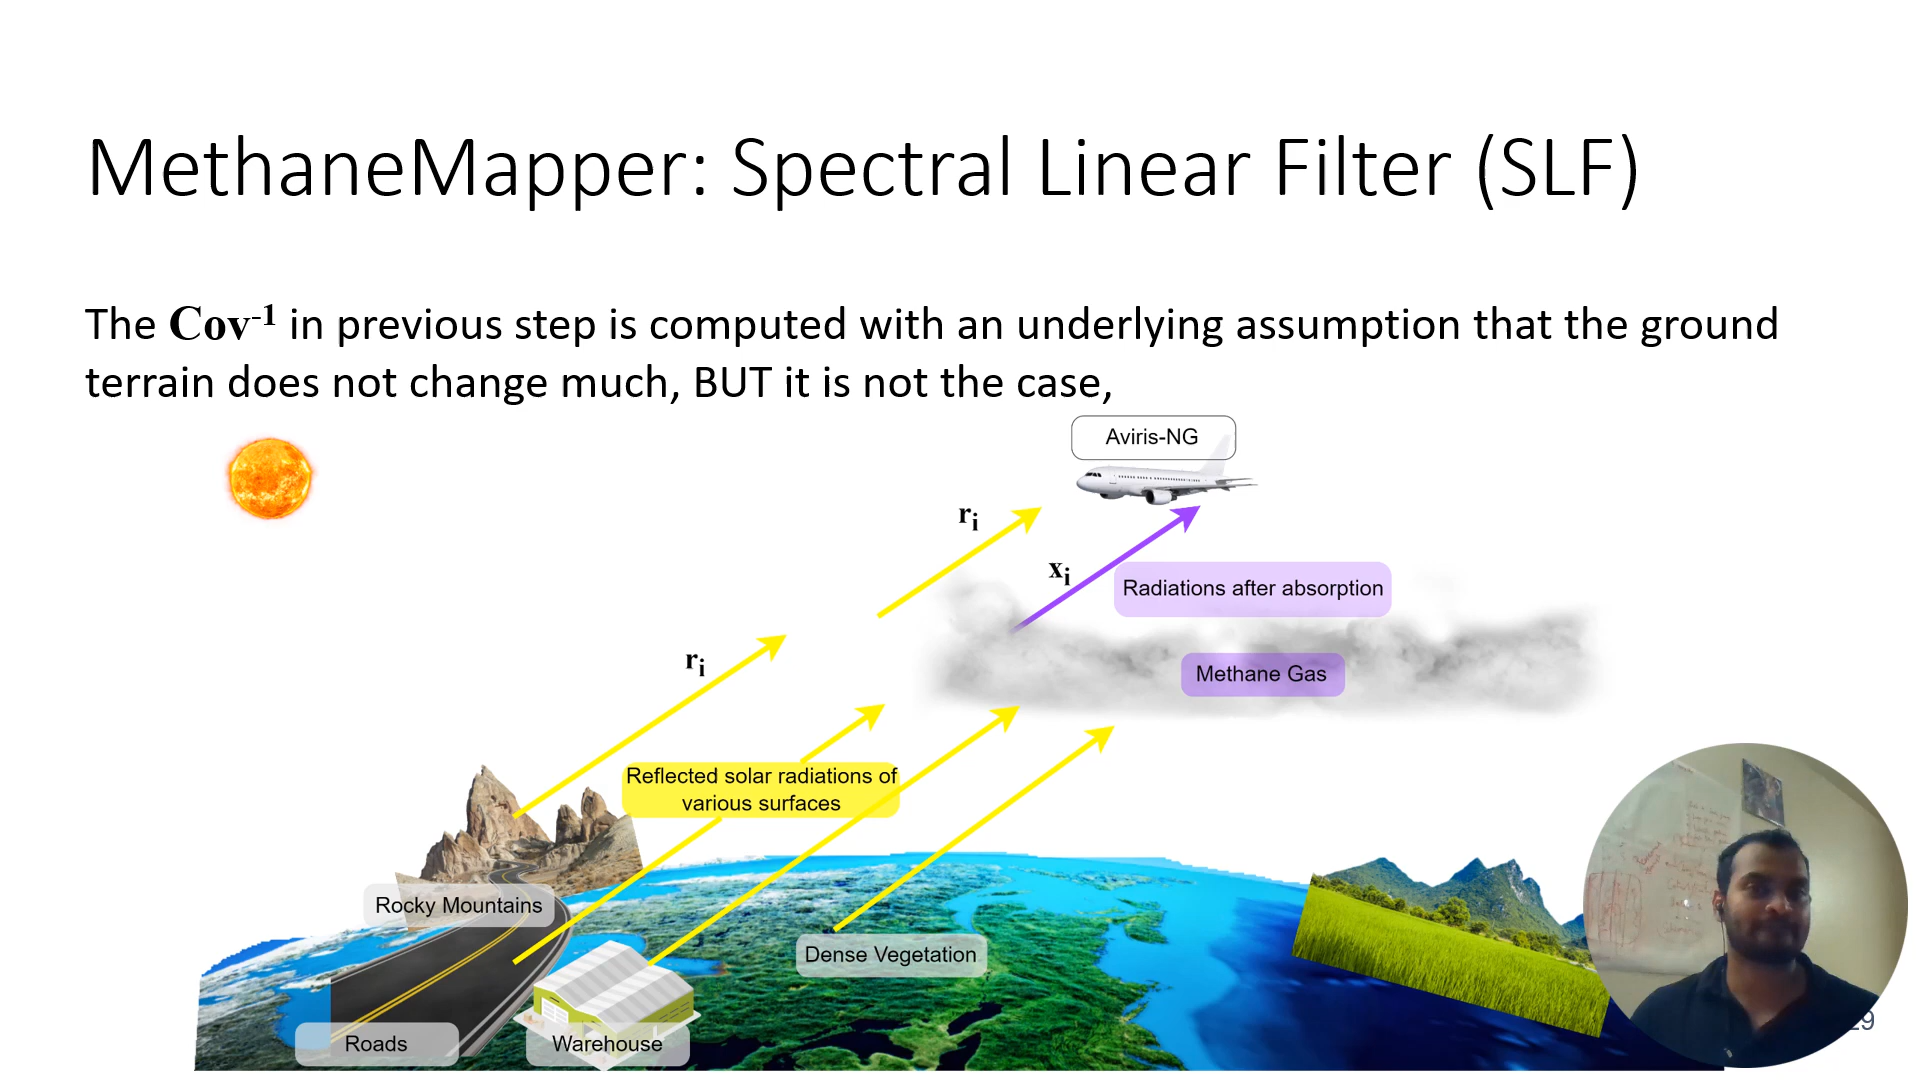 MethaneMapper: Spectral Linear Filter (SLF)
The Cov⁻¹ in previous step is computed with an underlying assumption that the ground
terrain does not change much, BUT it is not the case,
Aviris-NG
rᵢ
xᵢ
Radiations after absorption
rᵢ
Methane Gas
Reflected solar radiations of
various surfaces
Rocky Mountains
Dense Vegetation
Roads
Warehouse